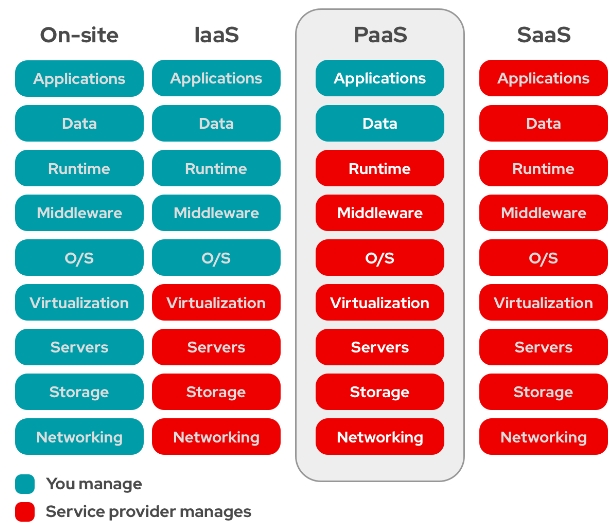 On-site IaaS PaaS SaaS
Applications Applications Applications Applications
Data Data Data Data
Runtime Runtime Runtime Runtime
Middleware Middleware Middleware Middleware
O/S O/S O/S O/S
Virtualization Virtualization Virtualization Virtualization
Servers Servers Servers Servers
Storage Storage Storage Storage
Networking Networking Networking Networking
You manage
Service provider manages